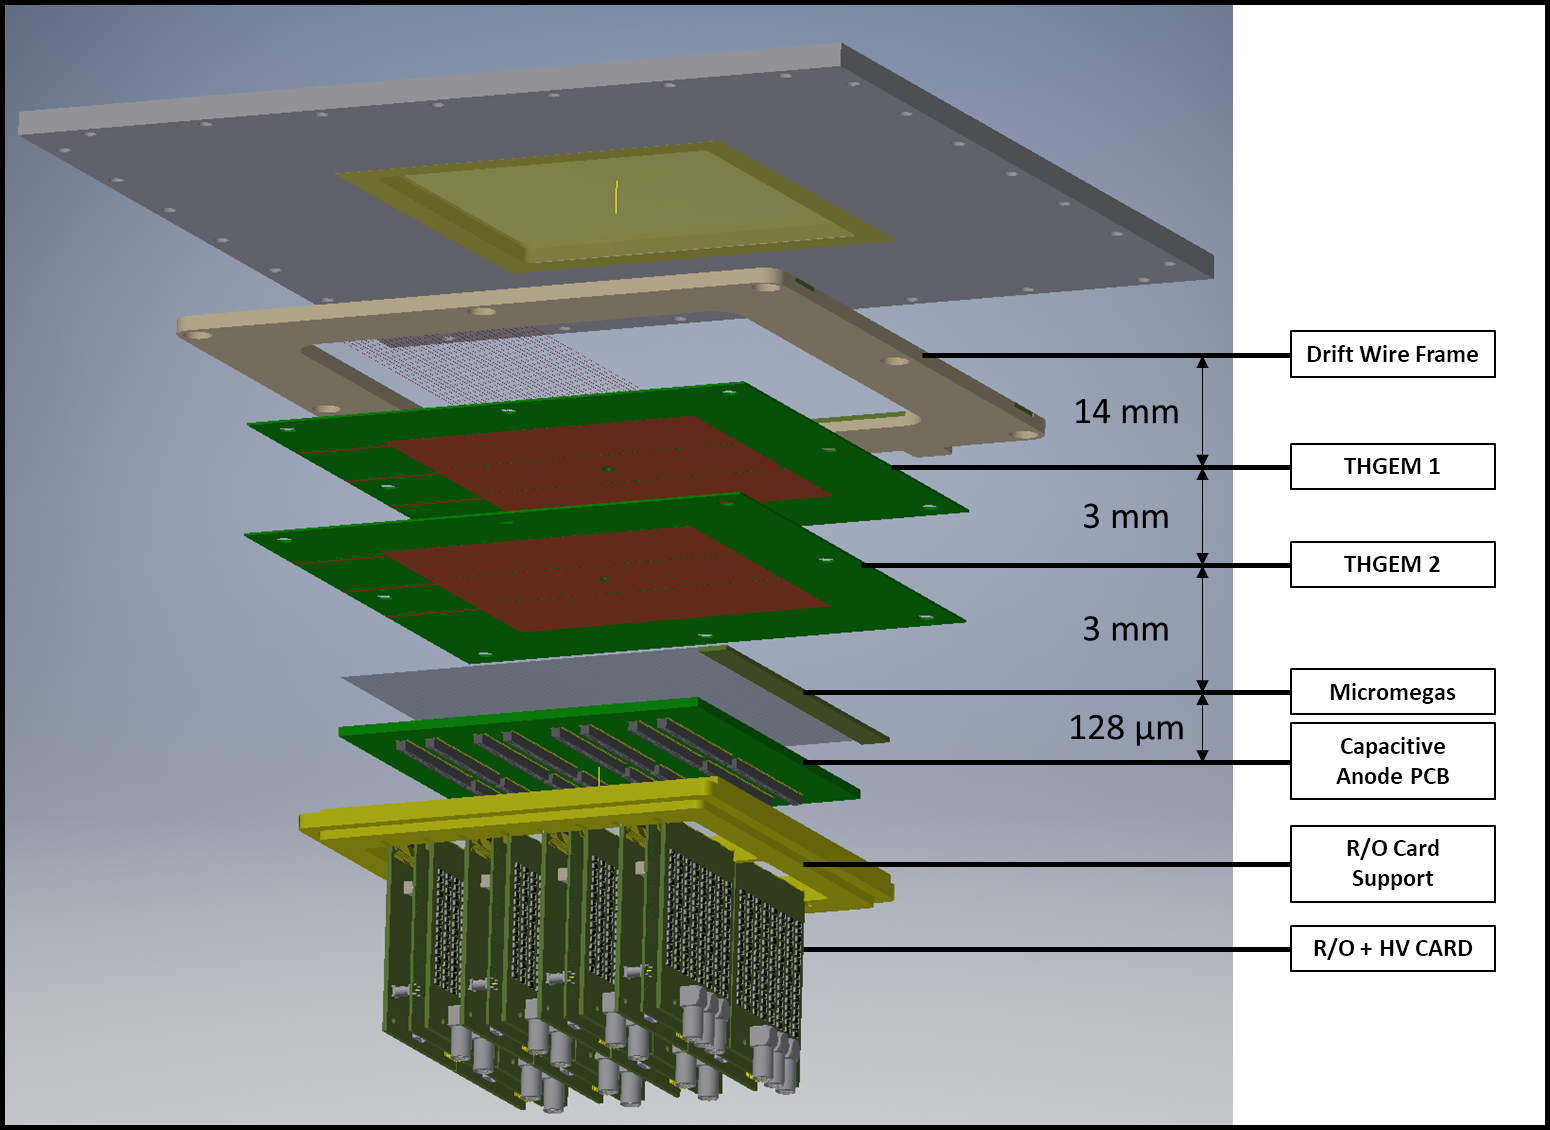 Drift Wire Frame
14 mm
THGEM 1
3 mm
THGEM 2
3 mm
Micromegas
128 µm
Capacitive
Anode PCB
R/O Card
Support
R/O + HV CARD